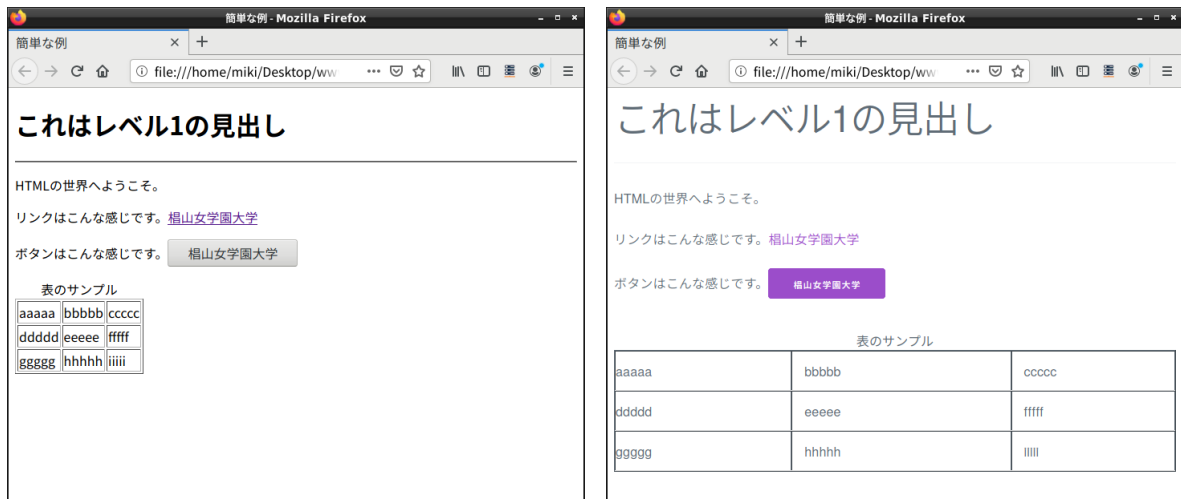 簡単な例 - Mozilla Firefox
簡単な例
file:///home/miki/Desktop/ww
これはレベル1の見出し
HTMLの世界へようこそ。
リンクはこんな感じです。椙山女学園大学
ボタンはこんな感じです。 椙山女学園大学
表のサンプル
aaaaa bbbbb ccccc
ddddd eeeee fffff
ggggg hhhhh iiiii
簡単な例 - Mozilla Firefox
簡単な例
file:///home/miki/Desktop/ww
これはレベル1の見出し
HTMLの世界へようこそ。
リンクはこんな感じです。椙山女学園大学
ボタンはこんな感じです。 椙山女学園大学
表のサンプル
aaaaa bbbbb ccccc
ddddd eeeee fffff
ggggg hhhhh iiiii